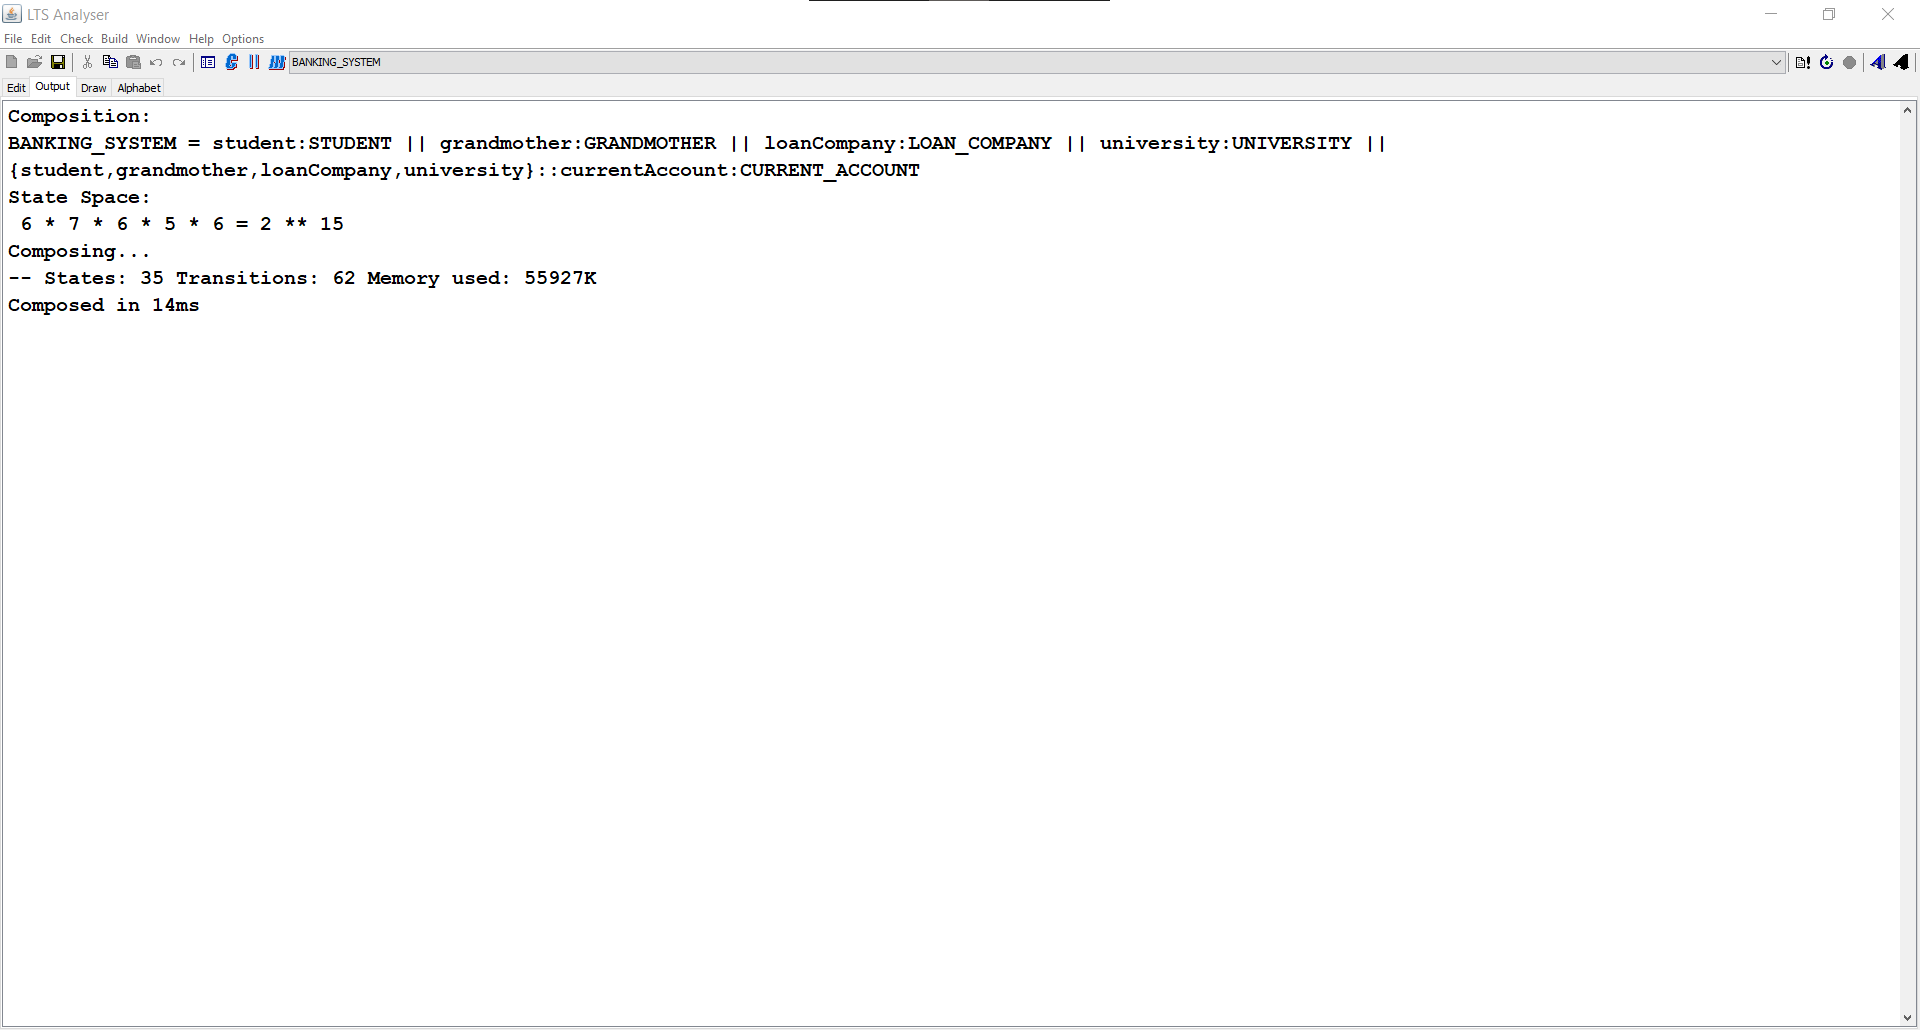 LTS Analyser
File Edit Check Build Window Help Options
BANKING_SYSTEM
Edit Output Draw Alphabet
Composition:
BANKING_SYSTEM = student:STUDENT || grandmother:GRANDMOTHER || loanCompany:LOAN_COMPANY || university:UNIVERSITY ||
{student,grandmother,loanCompany,university}::currentAccount:CURRENT_ACCOUNT
State Space:
6 * 7 * 6 * 5 * 6 = 2 ** 15
Composing...
-- States: 35 Transitions: 62 Memory used: 55927K
Composed in 14ms